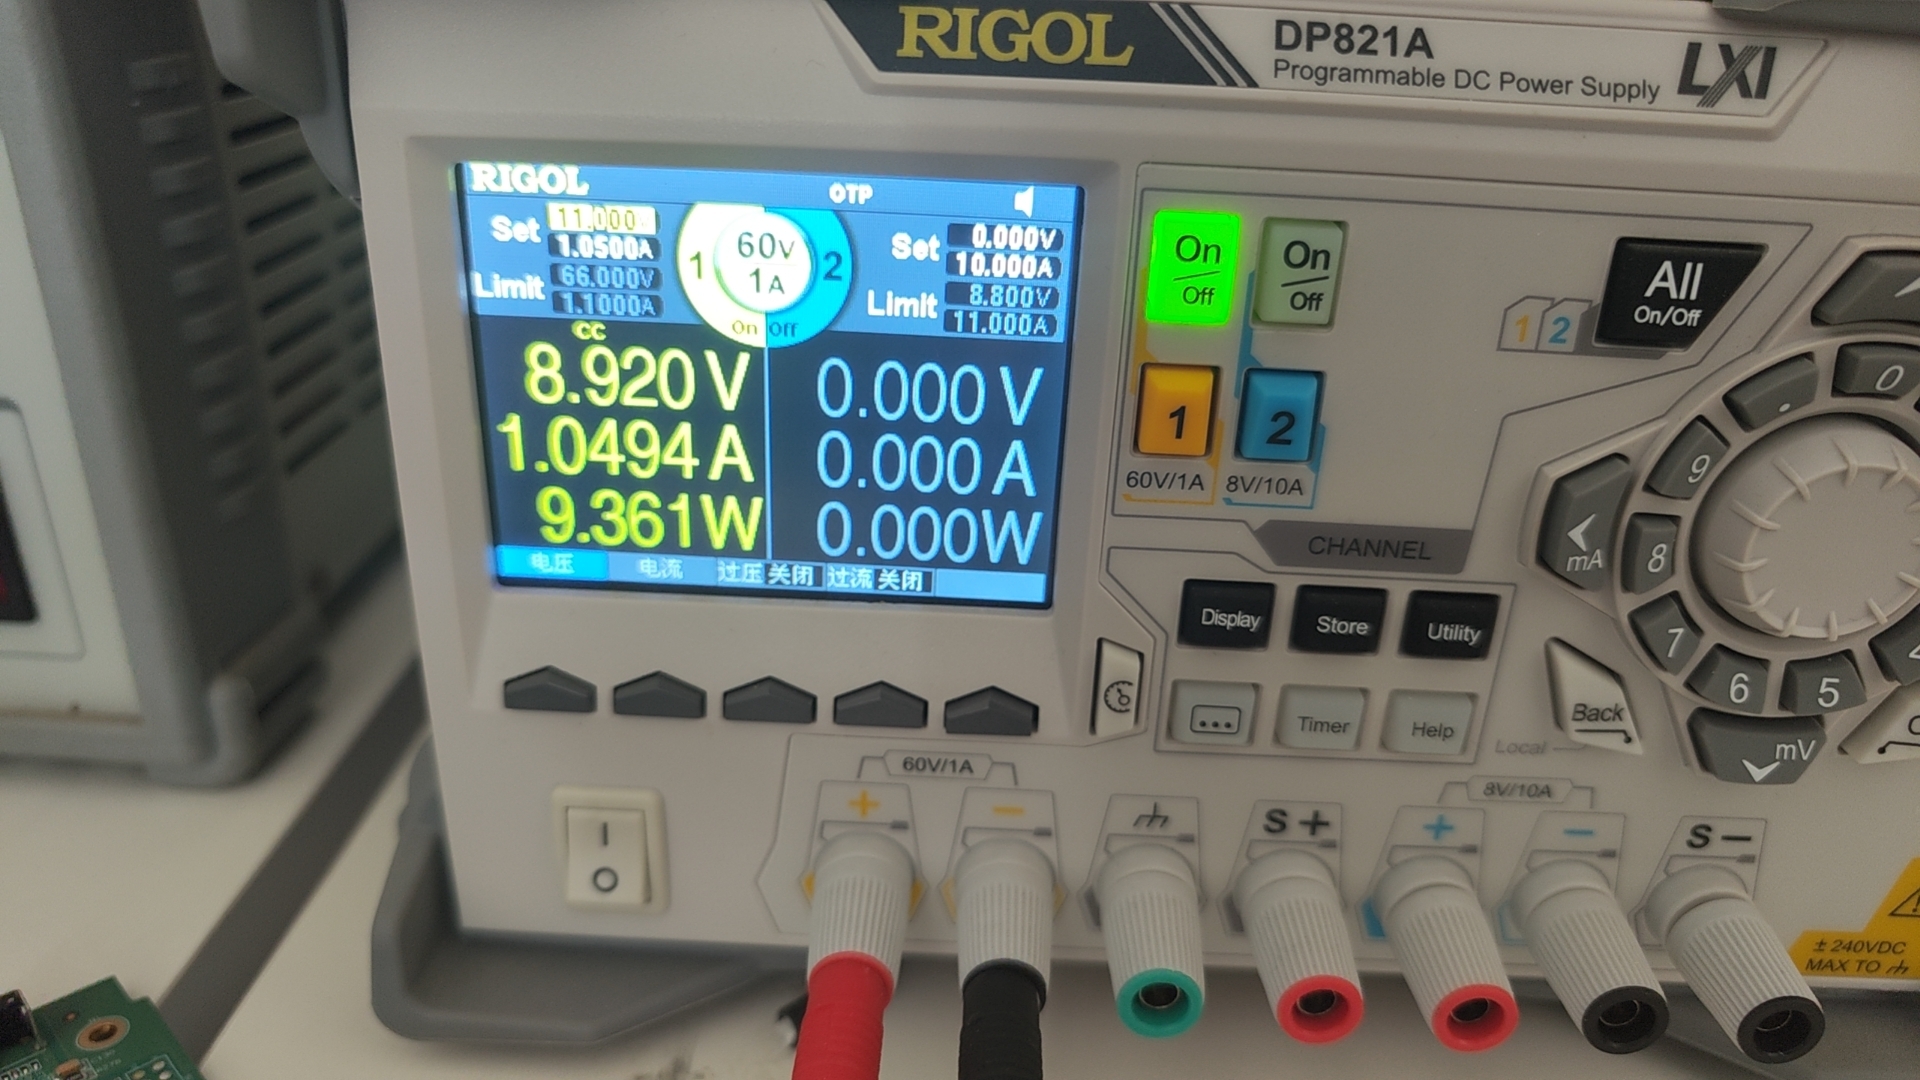 RIGOL
DP821A
Programmable DC Power Supply
LXI
RIGOL
OTP
Set
11.000V
1.0500A
Limit
66.000V
1.1000A
1
60V
1A
2
On
Off
Set
0.000V
10.000A
Limit
8.800V
11.000A
CC
8.920 V
1.0494 A
9.361W
0.000 V
0.000 A
0.000W
电压
电流
过压 关闭
过流 关闭
On
Off
On
Off
All
On/Off
1 2
1
2
60V/1A
8V/10A
CHANNEL
Display
Store
Utility
...
Timer
Help
Local
Back
mA
mV
0
.
9
8
7
6
5
I
O
60V/1A
+
−
S +
8V/10A
+
−
S −
± 240VDC
MAX TO